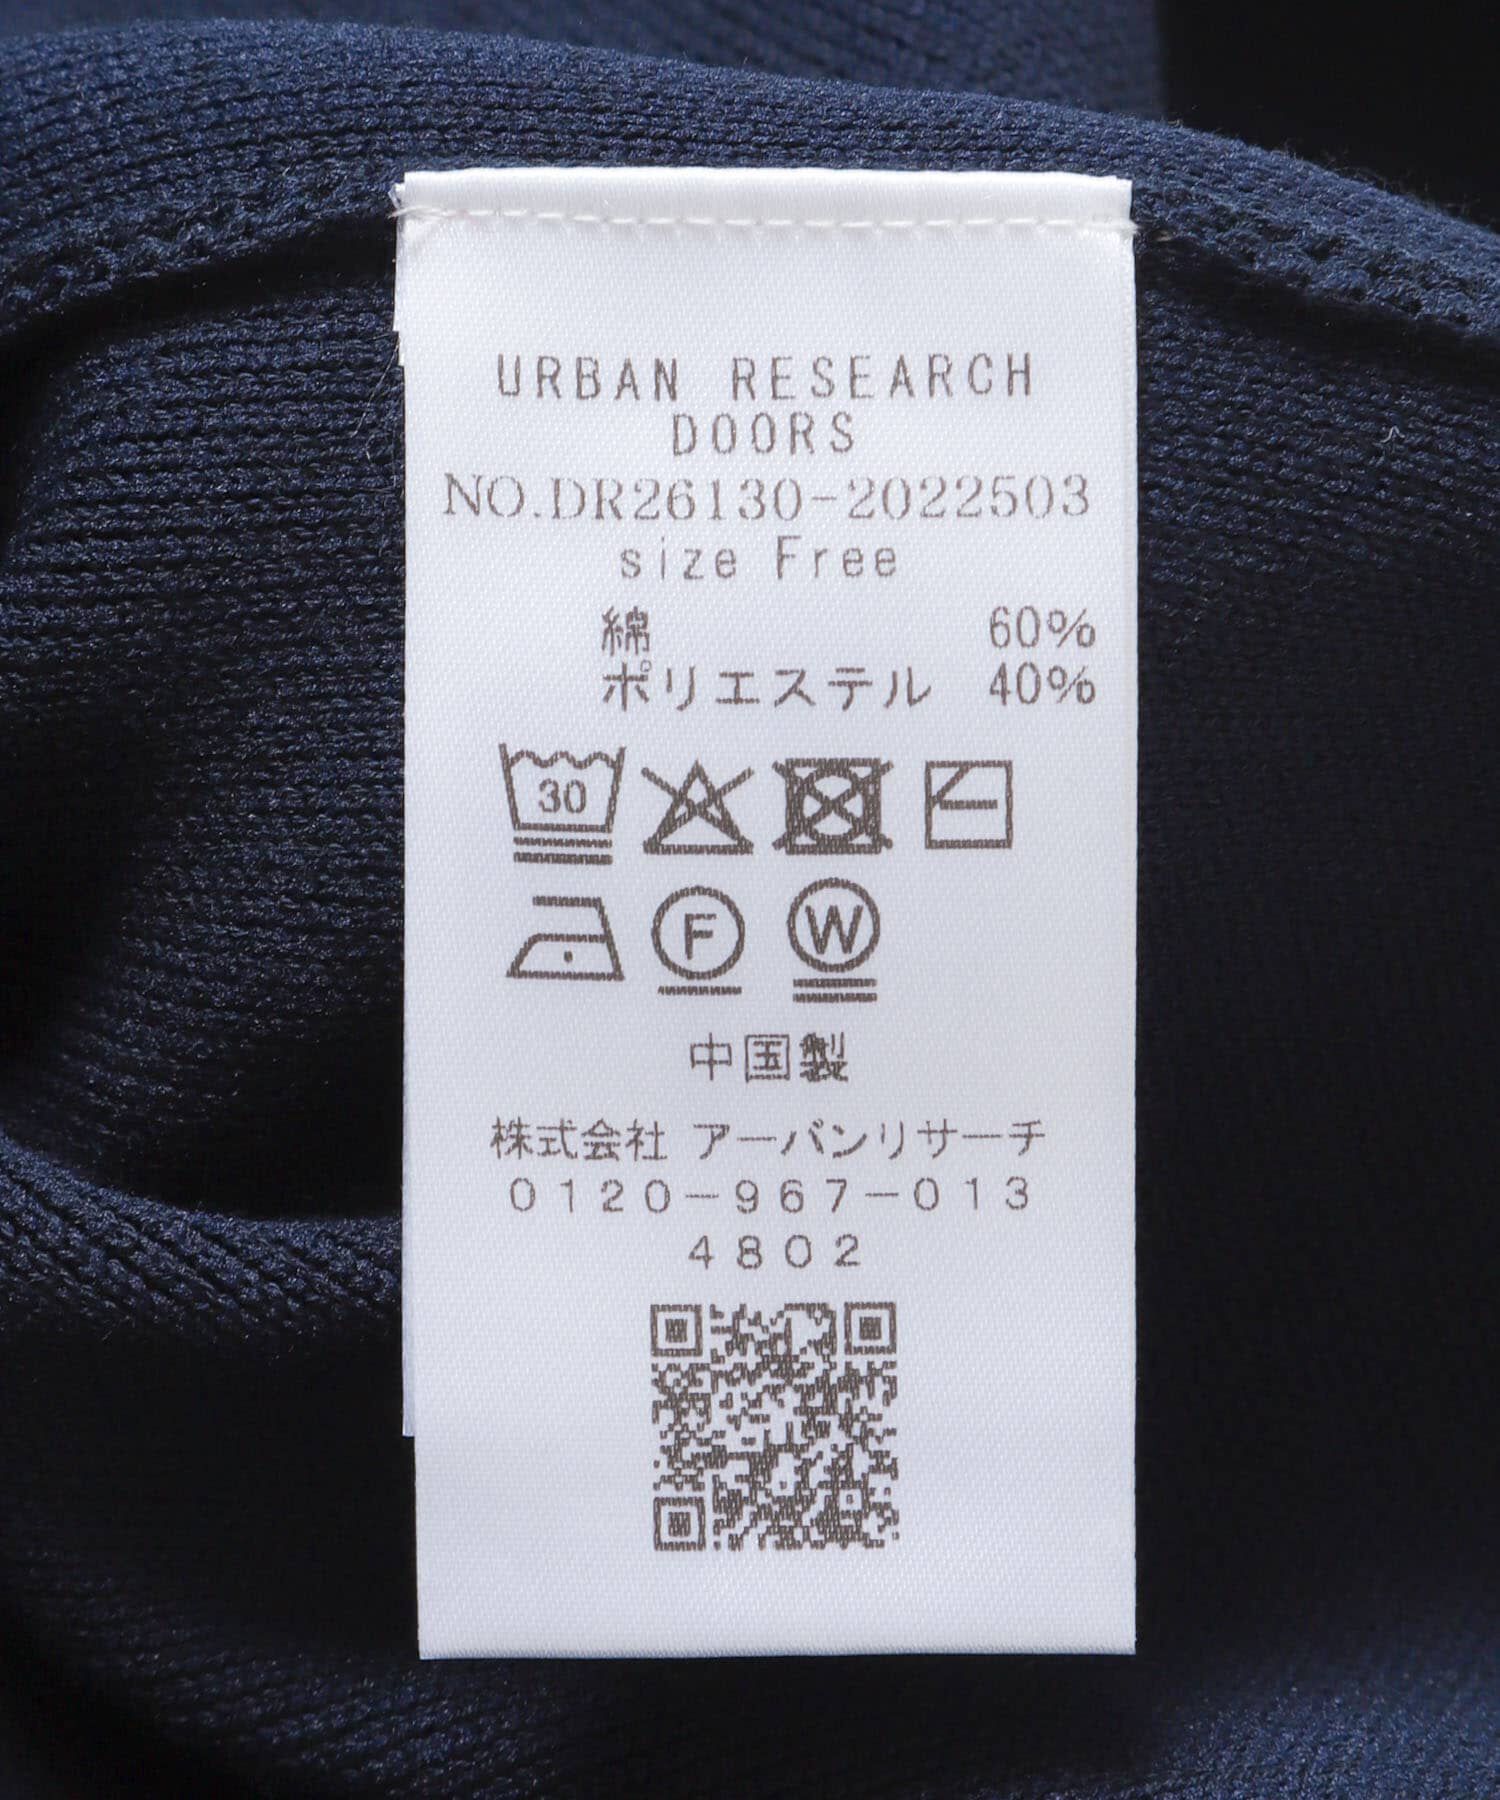 URBAN RESEARCH
DOORS
NO.DR26130-2022503
size Free
綿 60%
ポリエステル 40%
30
F W
中国製
株式会社 アーバンリサーチ
0120-967-013
4802